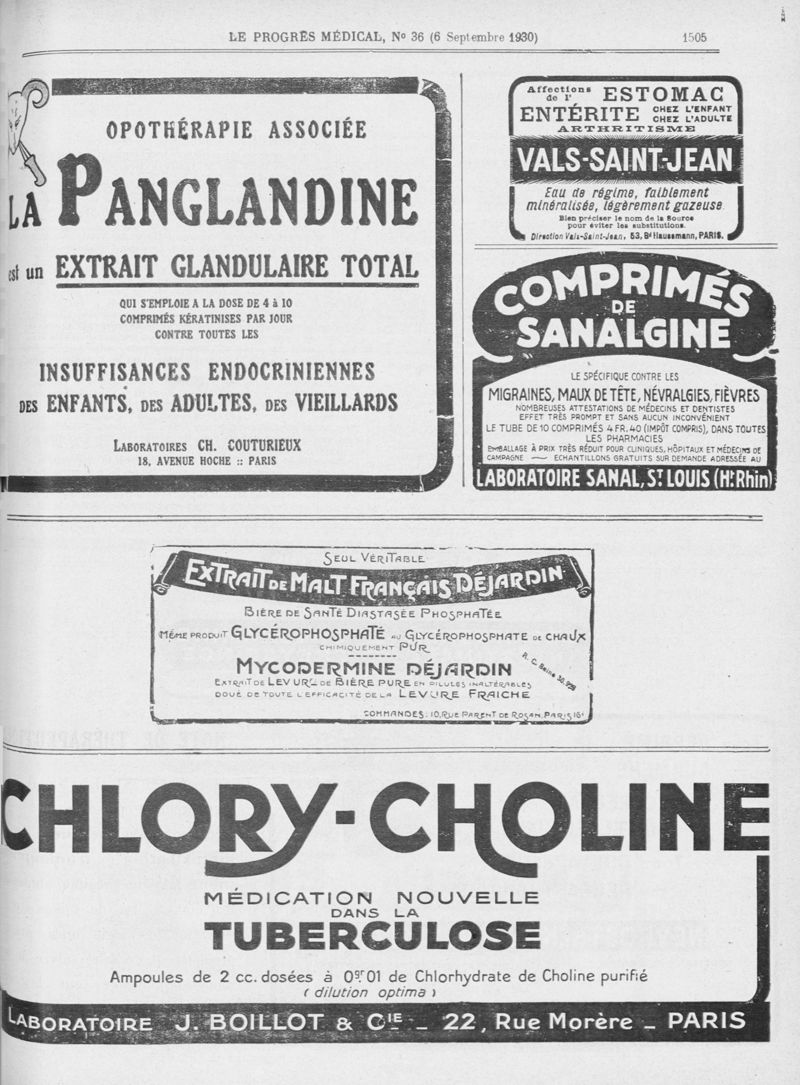 LE PROGRÈS MÉDICAL, Nº 36 (6 Septembre 1930) 1505
OPOTHÉRAPIE ASSOCIÉE
LA PANGLANDINE
est un EXTRAIT GLANDULAIRE TOTAL
QUI S'EMPLOIE A LA DOSE DE 4 à 10
COMPRIMÉS KÉRATINISES PAR JOUR
CONTRE TOUTES LES
INSUFFISANCES ENDOCRINIENNES
DES ENFANTS, DES ADULTES, DES VIEILLARDS
LABORATOIRES CH. COUTURIEUX
18, AVENUE HOCHE :: PARIS
Affections de l' ESTOMAC
ENTÉRITE CHEZ L'ENFANT
CHEZ L'ADULTE
ARTHRITISME
VALS-SAINT-JEAN
Eau de régime, faiblement
minéralisée, légèrement gazeuse
Bien préciser le nom de la Source
pour éviter les substitutions.
Direction Vals-Saint-Jean, 53, Bd Haussmann, PARIS.
COMPRIMÉS
DE
SANALGINE
LE SPÉCIFIQUE CONTRE LES
MIGRAINES, MAUX DE TÊTE, NÉVRALGIES, FIÈVRES
NOMBREUSES ATTESTATIONS DE MÉDECINS ET DENTISTES
EFFET TRÈS PROMPT ET SANS AUCUN INCONVÉNIENT
LE TUBE DE 10 COMPRIMÉS 4 FR. 40 (IMPÔT COMPRIS), DANS TOUTES
LES PHARMACIES
EMBALLAGE À PRIX TRÈS RÉDUIT POUR CLINIQUES, HÔPITAUX ET MÉDECINS DE
CAMPAGNE — ECHANTILLONS GRATUITS SUR DEMANDE ADRESSÉE AU
LABORATOIRE SANAL, St LOUIS (Ht Rhin)
SEUL VÉRITABLE
EXTRAIT DE MALT FRANÇAIS DÉJARDIN
BIÈRE DE SANTÉ DIASTASÉE PHOSPHATÉE
MÊME PRODUIT GLYCÉROPHOSPHATÉ AU GLYCÉROPHOSPHATE DE CHAUX
CHIMIQUEMENT PUR
MYCODERMINE DÉJARDIN
EXTRAIT DE LEVURE DE BIÈRE PURE EN PILULES INALTÉRABLES
DOUÉ DE TOUTE L'EFFICACITÉ DE LA LEVURE FRAICHE
R. C. Seine
COMMANDES: 10, RUE PARENT DE ROSAN, PARIS 16e
CHLORY-CHOLINE
MÉDICATION NOUVELLE
DANS LA
TUBERCULOSE
Ampoules de 2 cc. dosées à 0gr.01 de Chlorhydrate de Choline purifié
(dilution optima)
LABORATOIRE J. BOILLOT & CIE – 22, Rue Morère – PARIS